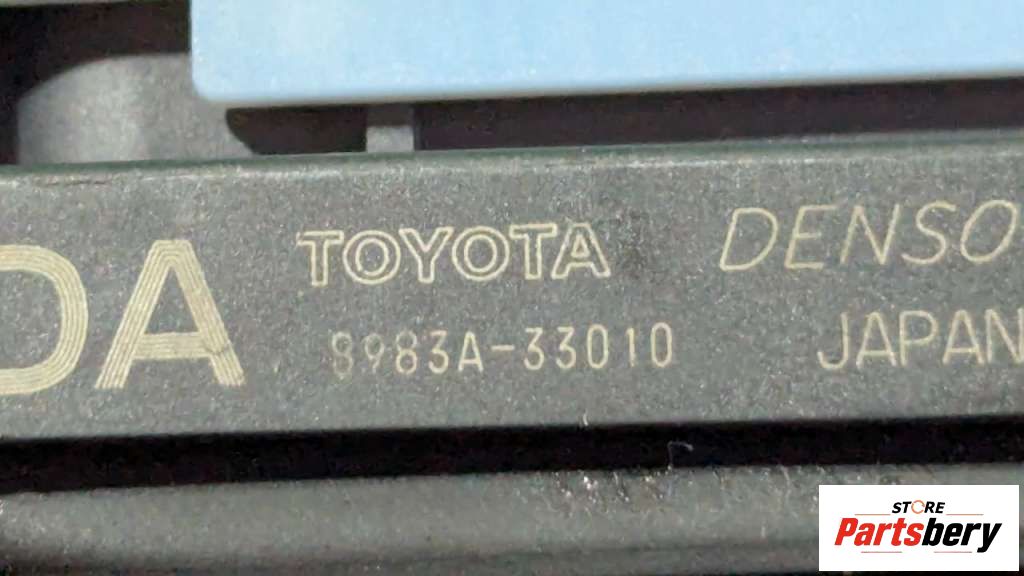 DA TOYOTA DENSO
8983A-33010 JAPAN
STORE
Partsbery